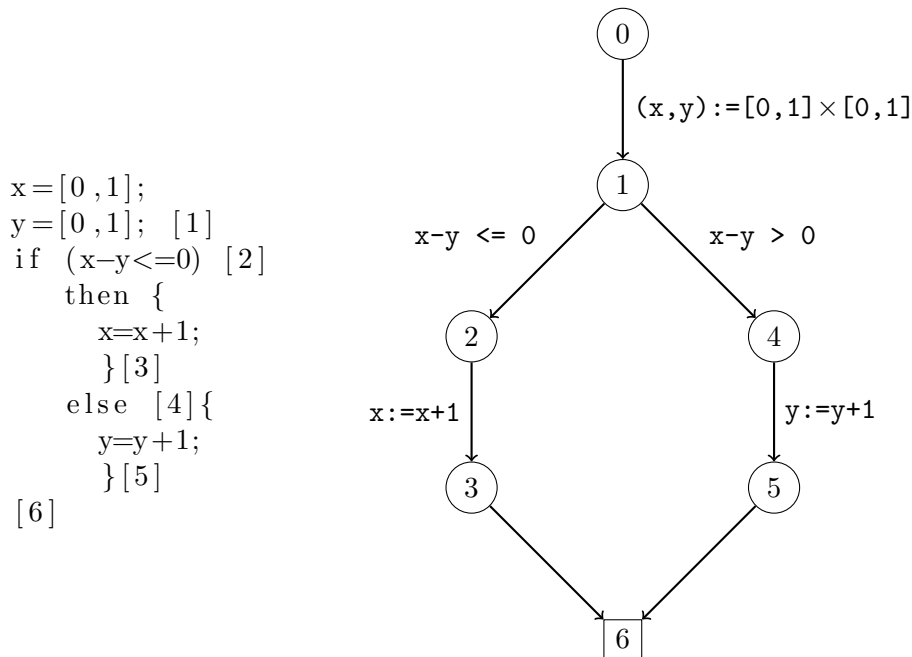 x=[0,1];
y=[0,1]; [1]
if (x−y<=0) [2]
then {
x=x+1;
}[3]
else [4]{
y=y+1;
}[5]
[6]
0
(x,y):=[0,1]×[0,1]
1
x-y <= 0
x-y > 0
2
4
x:=x+1
y:=y+1
3
5
6